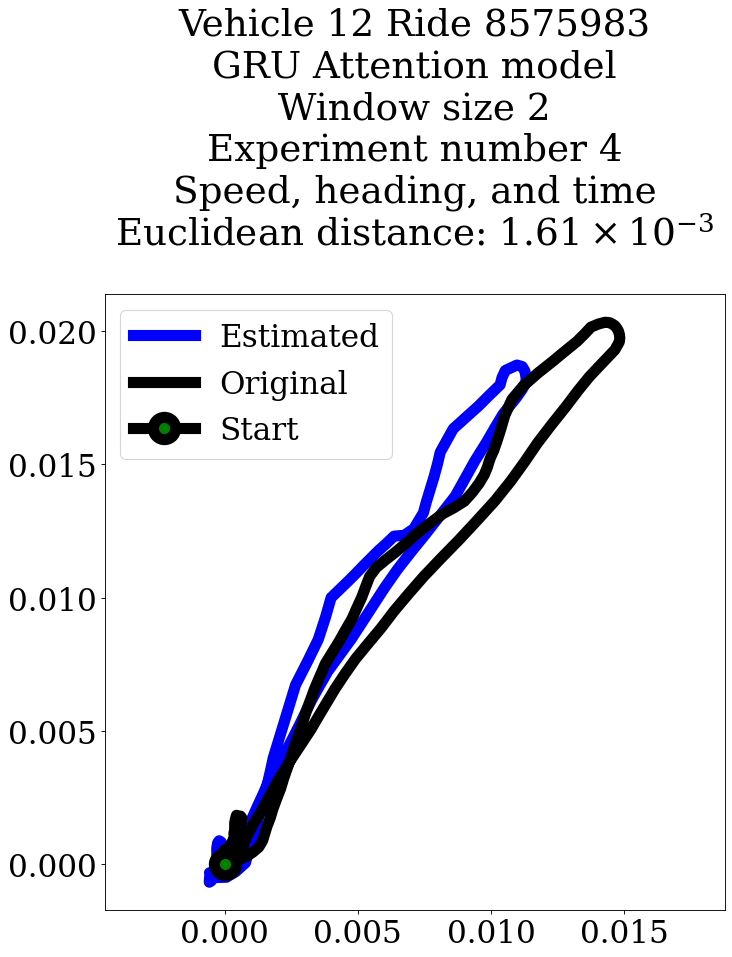 Vehicle 12 Ride 8575983
GRU Attention model
Window size 2
Experiment number 4
Speed, heading, and time
Euclidean distance: 1.61 × 10⁻³
Estimated
Original
Start
0.020
0.015
0.010
0.005
0.000
0.000 0.005 0.010 0.015